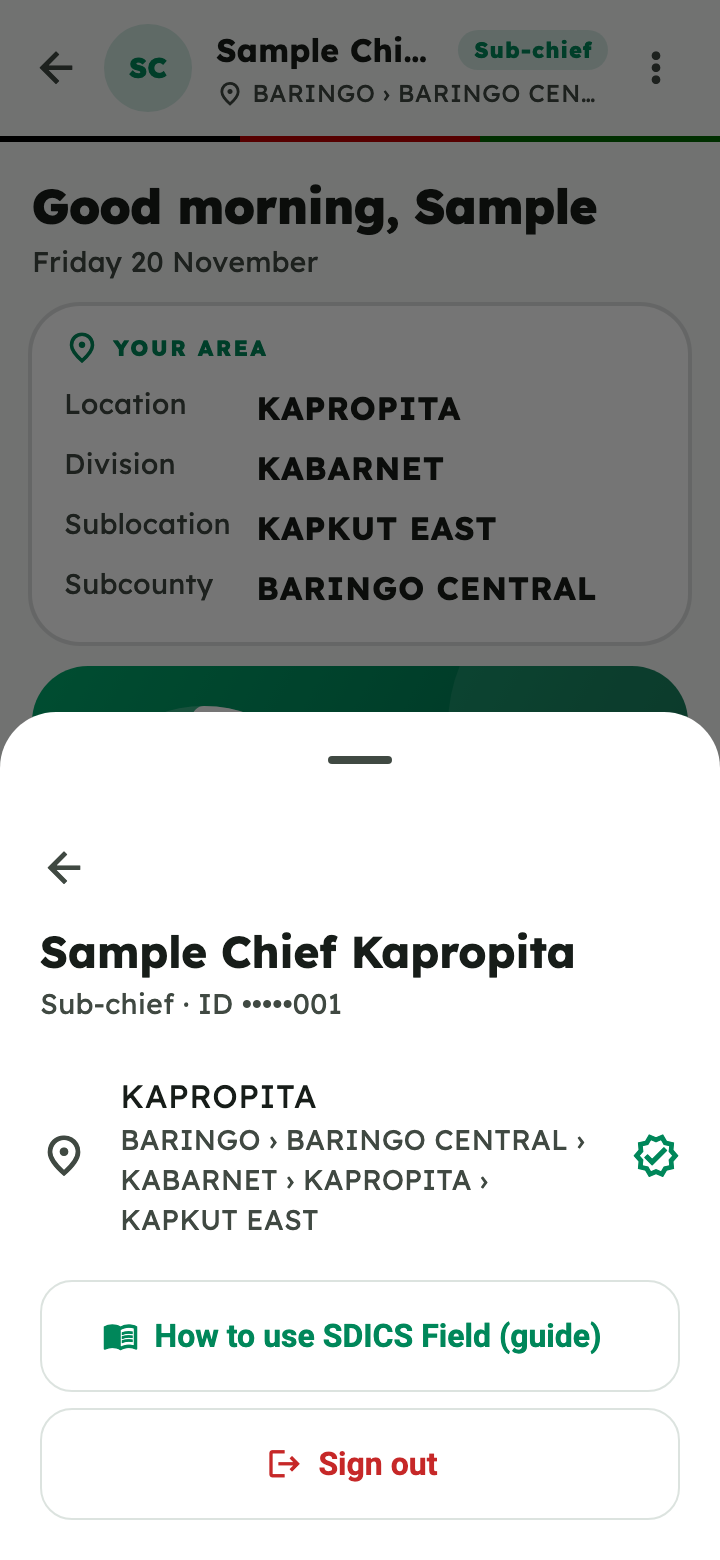 SC
Sample Chi...
Sub-chief
BARINGO › BARINGO CEN...
Good morning, Sample
Friday 20 November
YOUR AREA
Location KAPROPITA
Division KABARNET
Sublocation KAPKUT EAST
Subcounty BARINGO CENTRAL
Sample Chief Kapropita
Sub-chief · ID •••••001
KAPROPITA
BARINGO › BARINGO CENTRAL ›
KABARNET › KAPROPITA ›
KAPKUT EAST
How to use SDICS Field (guide)
Sign out